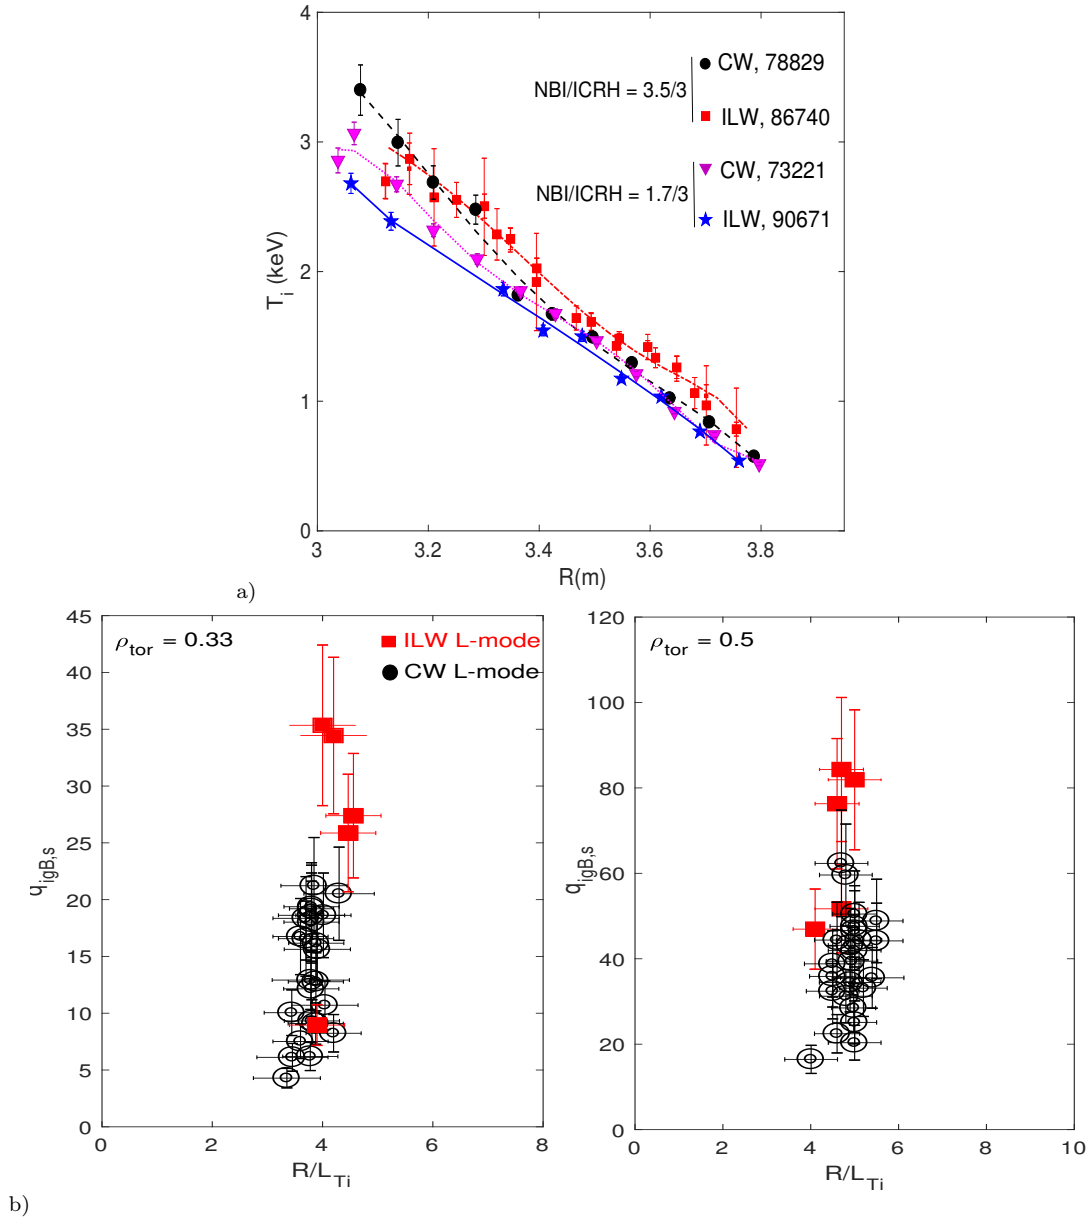 4
3
2
1
0
T_i (keV)
3 3.2 3.4 3.6 3.8
R(m)
NBI/ICRH = 3.5/3
CW, 78829
ILW, 86740
NBI/ICRH = 1.7/3
CW, 73221
ILW, 90671
a)
45
40
35
30
25
20
15
10
5
0
q_igB,s
ρ_tor = 0.33
ILW L-mode
CW L-mode
0 2 4 6 8
R/L_Ti
120
100
80
60
40
20
0
q_igB,s
ρ_tor = 0.5
0 2 4 6 8 10
R/L_Ti
b)